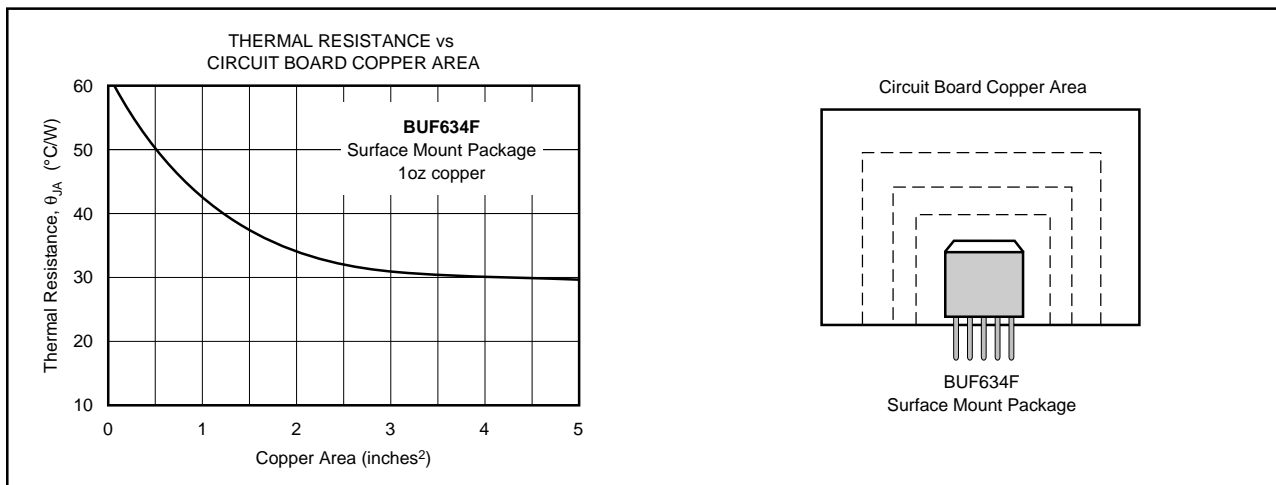 THERMAL RESISTANCE vs
CIRCUIT BOARD COPPER AREA
60
50
40
30
20
10
Thermal Resistance, θJA (°C/W)
BUF634F
Surface Mount Package
1oz copper
0 1 2 3 4 5
Copper Area (inches²)
Circuit Board Copper Area
BUF634F
Surface Mount Package